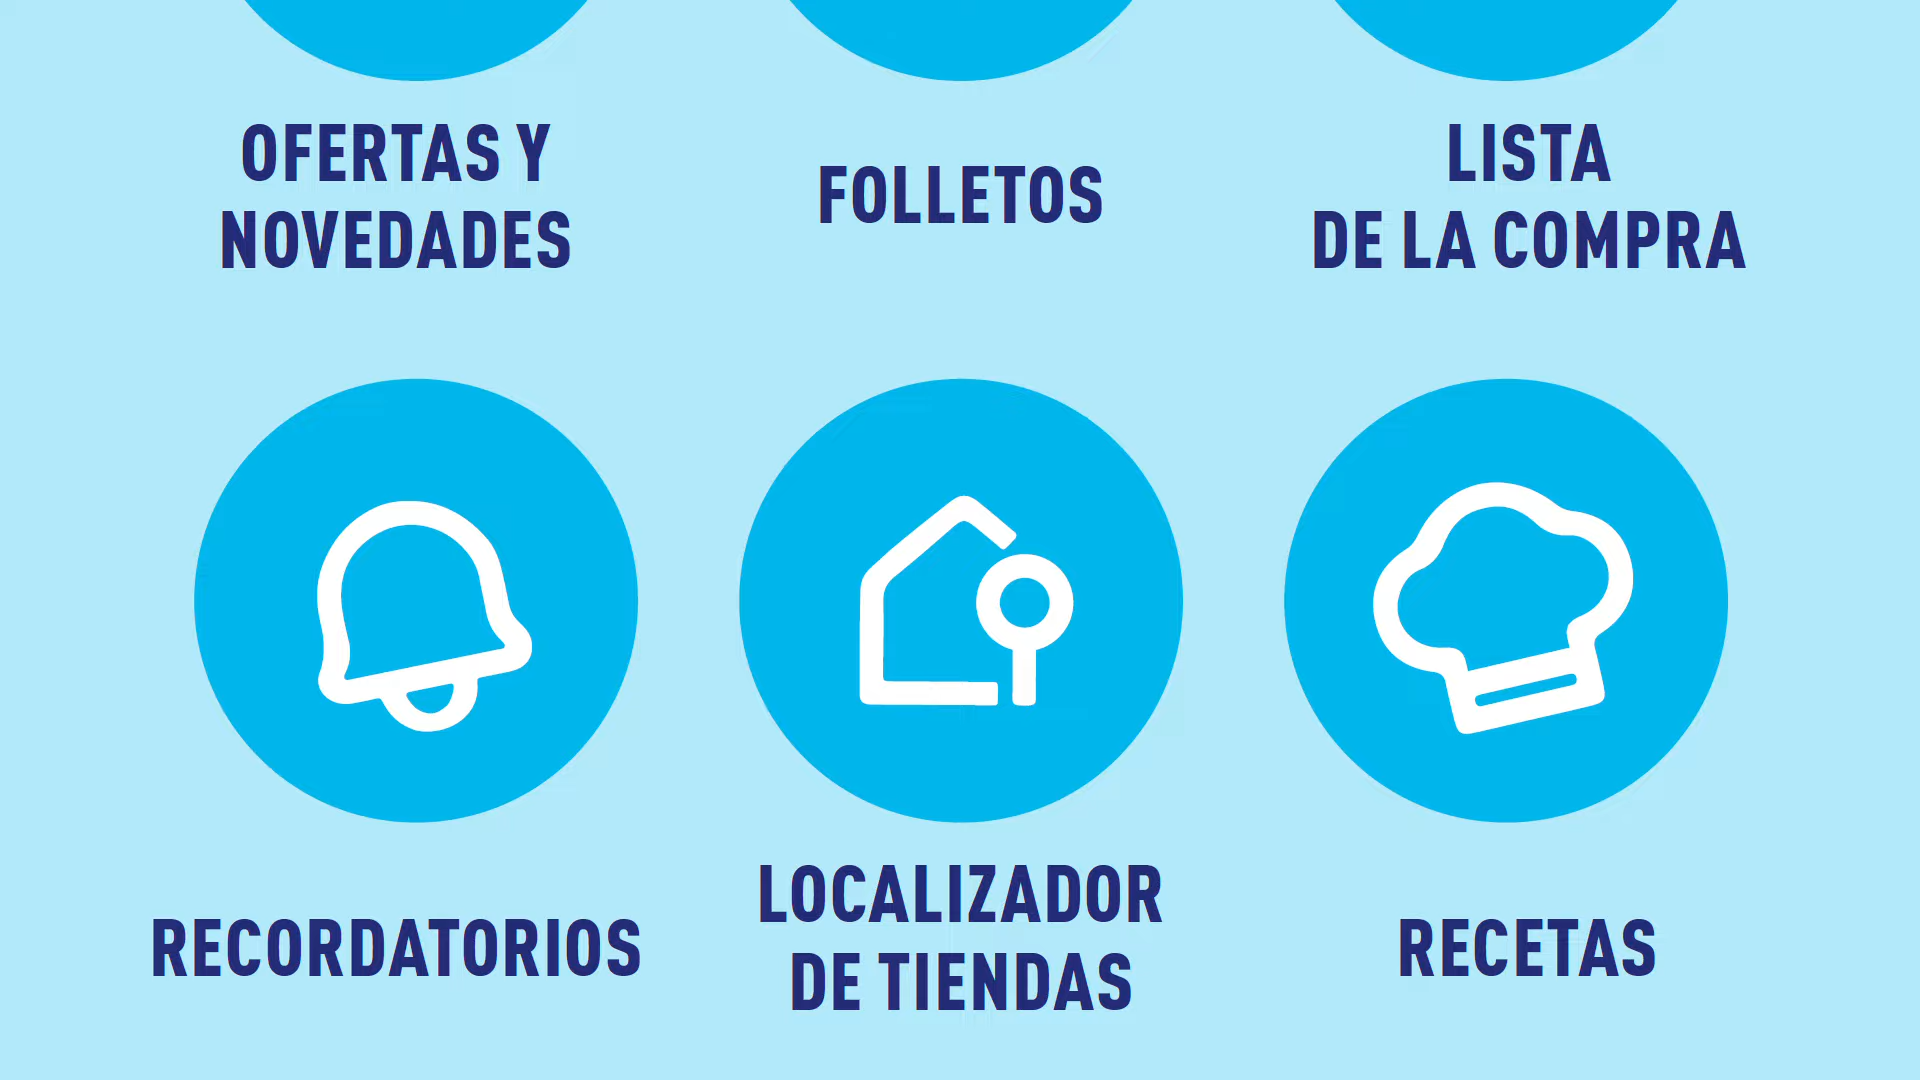 OFERTAS Y
NOVEDADES
FOLLETOS
LISTA
DE LA COMPRA
RECORDATORIOS
LOCALIZADOR
DE TIENDAS
RECETAS